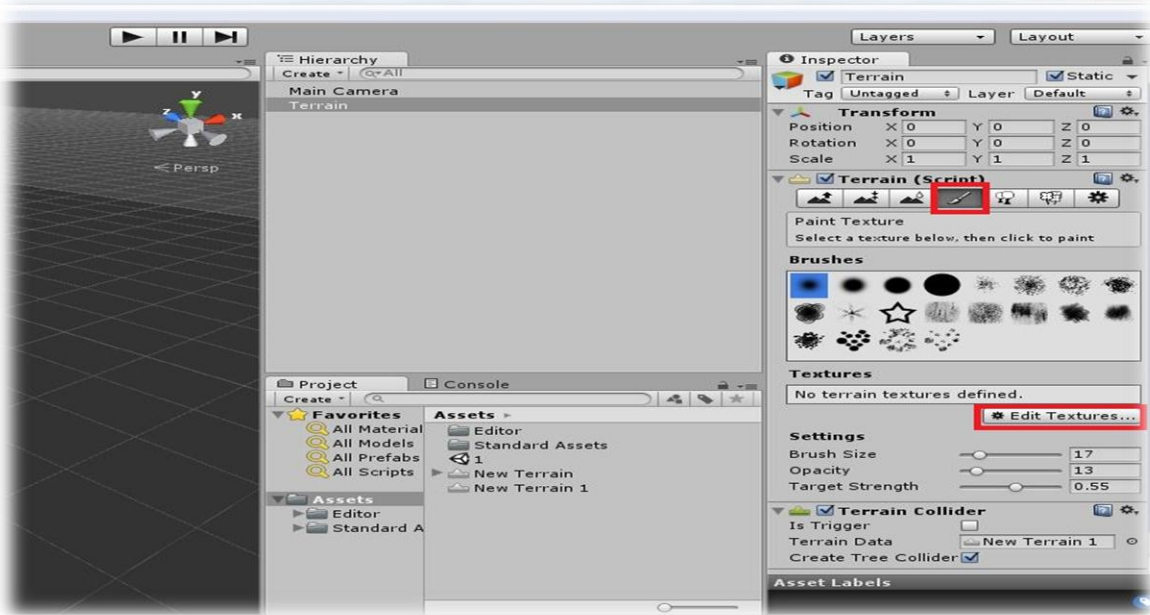 Layers
Layout
Hierarchy
Create
All
Main Camera
Terrain
y
z
x
Persp
Project
Console
Create
Favorites
All Material
All Models
All Prefabs
All Scripts
Assets
Editor
Standard A
Assets
Editor
Standard Assets
1
New Terrain
New Terrain 1
Inspector
Terrain
Static
Tag Untagged Layer Default
Transform
Position X 0 Y 0 Z 0
Rotation X 0 Y 0 Z 0
Scale X 1 Y 1 Z 1
Terrain (Script)
Paint Texture
Select a texture below, then click to paint
Brushes
Textures
No terrain textures defined.
Edit Textures...
Settings
Brush Size 17
Opacity 13
Target Strength 0.55
Terrain Collider
Is Trigger
Terrain Data New Terrain 1
Create Tree Collider
Asset Labels